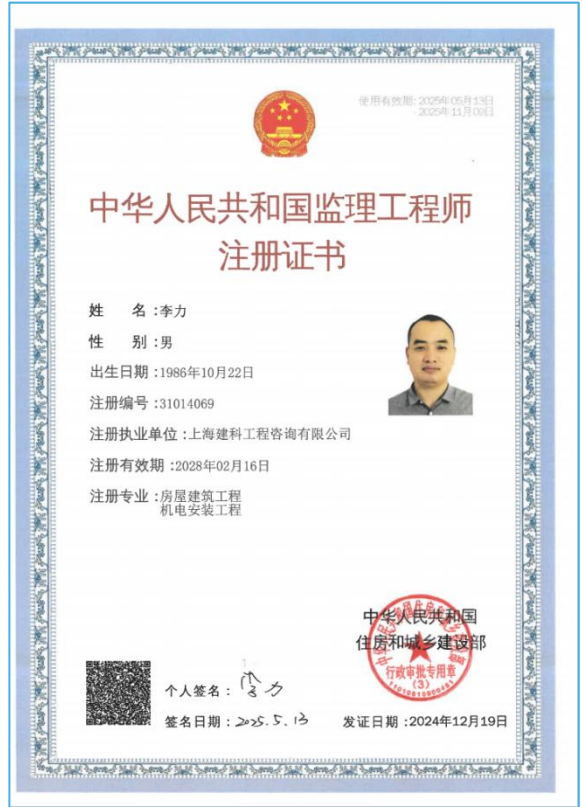 使用有效期: 2025年05月13日
- 2025年11月09日
中华人民共和国监理工程师
注册证书
姓 名 :李力
性 别 :男
出生日期 :1986年10月22日
注册编号 :31014069
注册执业单位 :上海建科工程咨询有限公司
注册有效期 :2028年02月16日
注册专业 :房屋建筑工程
机电安装工程
中华人民共和国
住房和城乡建设部
行政审批专用章
(3)
个人签名 : 李力
签名日期 : 2025.5.13
发证日期 :2024年12月19日